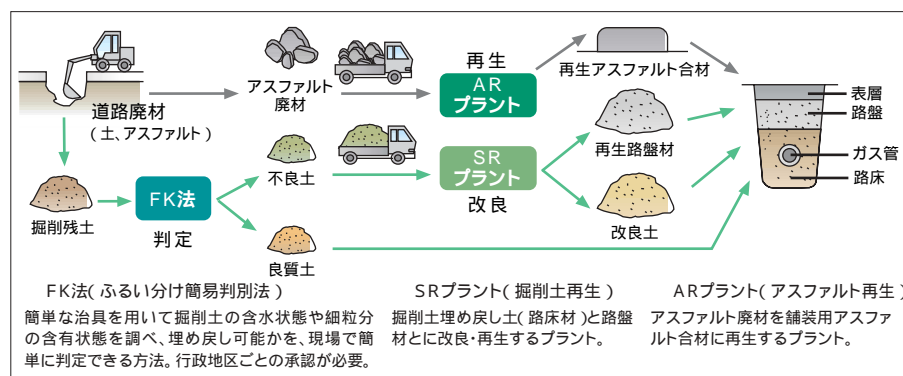 道路廃材
(土、アスファルト)
アスファルト
廃材
再生
AR
プラント
再生アスファルト合材
表層
路盤
ガス管
路床
掘削残土
FK法
判定
不良土
良質土
SR
プラント
改良
再生路盤材
改良土
FK法(ふるい分け簡易判別法)
簡単な治具を用いて掘削土の含水状態や細粒分
の含有状態を調べ、埋め戻し可能かを、現場で簡
単に判定できる方法。行政地区ごとの承認が必要。
SRプラント(掘削土再生)
掘削土埋め戻し土(路床材)と路盤
材とに改良・再生するプラント。
ARプラント(アスファルト再生)
アスファルト廃材を舗装用アスファ
ルト合材に再生するプラント。